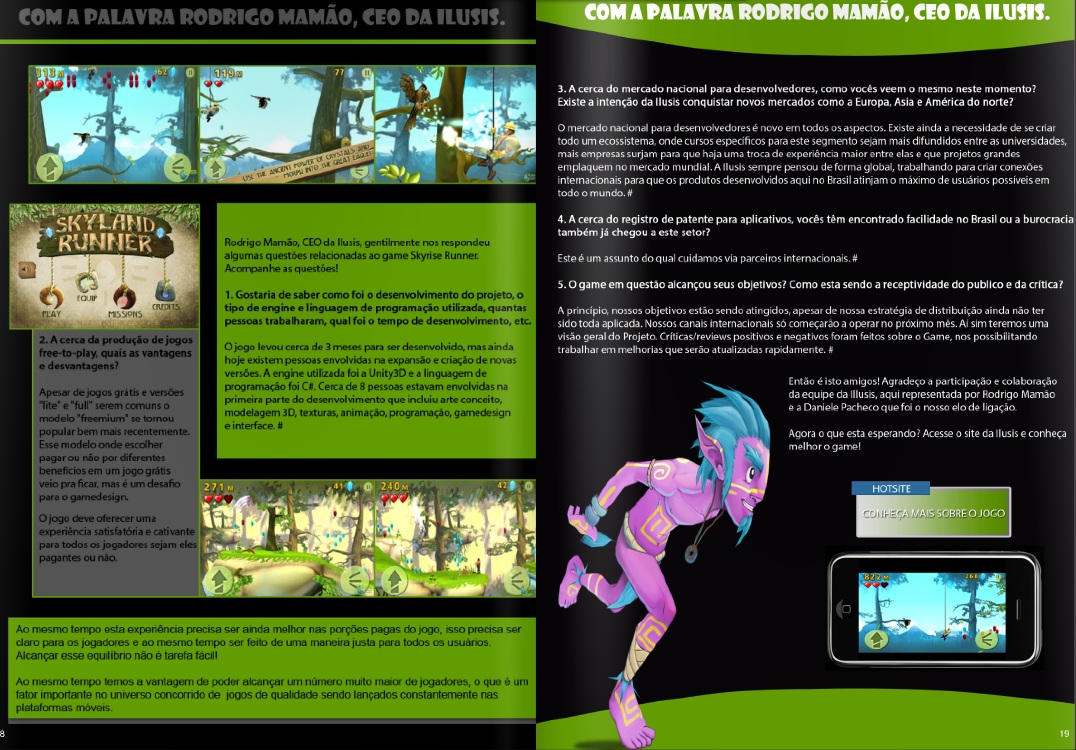 COM A PALAVRA RODRIGO MAMÃO, CEO DA ILUSIS.
313 M
62
119 M
77
USE THE ANCIENT POWER OF CRYSTALS AND
MORPH INTO THE GREAT EAGLE!
SKYLAND
RUNNER
PLAY
EQUIP
MISSIONS
CREDITS
Rodrigo Mamão, CEO da Ilusis, gentilmente nos respondeu
algumas questões relacionadas ao game Skyrise Runner.
Acompanhe as questões!
1. Gostaria de saber como foi o desenvolvimento do projeto, o
tipo de engine e linguagem de programação utilizada, quantas
pessoas trabalharam, qual foi o tempo de desenvolvimento, etc.
O jogo levou cerca de 3 meses para ser desenvolvido, mas ainda
hoje existem pessoas envolvidas na expansão e criação de novas
versões. A engine utilizada foi a Unity3D e a linguagem de
programação foi C#. Cerca de 8 pessoas estavam envolvidas na
primeira parte do desenvolvimento que incluiu arte conceito,
modelagem 3D, texturas, animação, programação, gamedesign
e interface. #
2. A cerca da produção de jogos
free-to-play, quais as vantagens
e desvantagens?
Apesar de jogos grátis e versões
"lite" e "full" serem comuns o
modelo "freemium" se tornou
popular bem mais recentemente.
Esse modelo onde escolher
pagar ou não por diferentes
benefícios em um jogo grátis
veio pra ficar, mas é um desafio
para o gamedesign.
O jogo deve oferecer uma
experiência satisfatória e cativante
para todos os jogadores sejam eles
pagantes ou não.
271 M
41
240 M
42
Ao mesmo tempo esta experiência precisa ser ainda melhor nas porções pagas do jogo, isso precisa ser
claro para os jogadores e ao mesmo tempo ser feito de uma maneira justa para todos os usuários.
Alcançar esse equilíbrio não é tarefa fácil!
Ao mesmo tempo temos a vantagem de poder alcançar um número muito maior de jogadores, o que é um
fator importante no universo concorrido de jogos de qualidade sendo lançados constantemente nas
plataformas móveis.
8
COM A PALAVRA RODRIGO MAMÃO, CEO DA ILUSIS.
3. A cerca do mercado nacional para desenvolvedores, como vocês veem o mesmo neste momento?
Existe a intenção da Ilusis conquistar novos mercados como a Europa, Asia e América do norte?
O mercado nacional para desenvolvedores é novo em todos os aspectos. Existe ainda a necessidade de se criar
todo um ecossistema, onde cursos específicos para este segmento sejam mais difundidos entre as universidades,
mais empresas surjam para que haja uma troca de experiência maior entre elas e que projetos grandes
emplaquem no mercado mundial. A Ilusis sempre pensou de forma global, trabalhando para criar conexões
internacionais para que os produtos desenvolvidos aqui no Brasil atinjam o máximo de usuários possíveis em
todo o mundo. #
4. A cerca do registro de patente para aplicativos, vocês têm encontrado facilidade no Brasil ou a burocracia
também já chegou a este setor?
Este é um assunto do qual cuidamos via parceiros internacionais. #
5. O game em questão alcançou seus objetivos? Como esta sendo a receptividade do publico e da crítica?
A princípio, nossos objetivos estão sendo atingidos, apesar de nossa estratégia de distribuição ainda não ter
sido toda aplicada. Nossos canais internacionais só começarão a operar no próximo mês. Aí sim teremos uma
visão geral do Projeto. Críticas/reviews positivos e negativos foram feitos sobre o Game, nos possibilitando
trabalhar em melhorias que serão atualizadas rapidamente. #
Então é isto amigos! Agradeço a participação e colaboração
da equipe da Illusis, aqui representada por Rodrigo Mamão
e a Daniele Pacheco que foi o nosso elo de ligação.
Agora o que esta esperando? Acesse o site da Ilusis e conheça
melhor o game!
HOTSITE
CONHEÇA MAIS SOBRE O JOGO
822 M
268
19